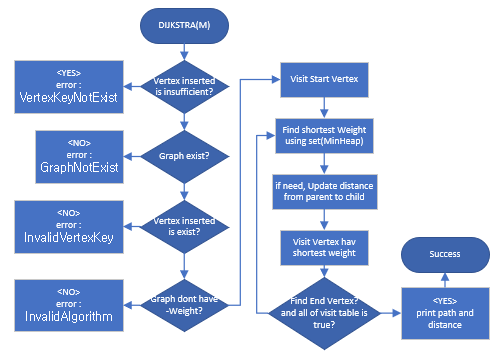 DIJKSTRA(M)
<YES>
error :
VertexKeyNotExist
Vertex inserted
is insufficient?
<NO>
error :
GraphNotExist
Graph exist?
<NO>
error :
InvalidVertexKey
Vertex inserted
is exist?
<NO>
error :
InvalidAlgorithm
Graph dont have
-Weight?
Visit Start Vertex
Find shortest Weight
using set(MinHeap)
if need, Update distance
from parent to child
Visit Vertex hav
shortest weight
Find End Vertex?
and all of visit table is
true?
<YES>
print path and
distance
Success